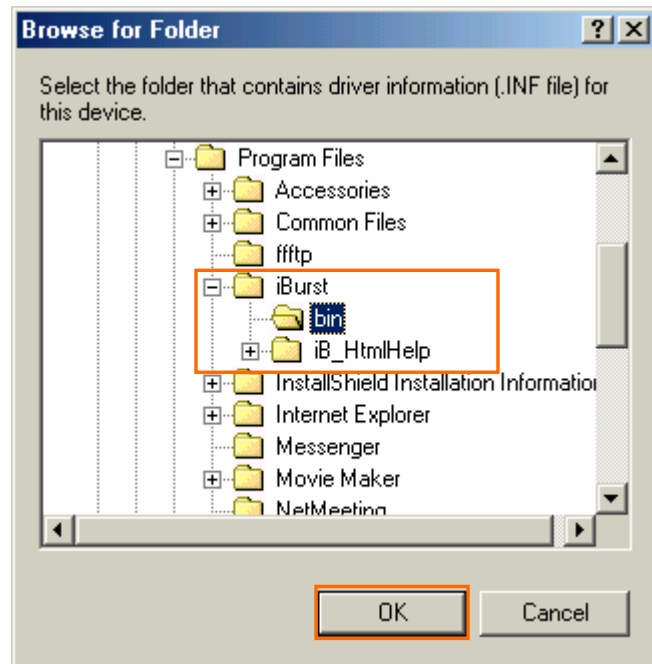 Browse for Folder
Select the folder that contains driver information (.INF file) for
this device.
Program Files
Accessories
Common Files
ffftp
iBurst
bin
iB_HtmlHelp
InstallShield Installation Informatio
Internet Explorer
Messenger
Movie Maker
NetMeeting
OK Cancel